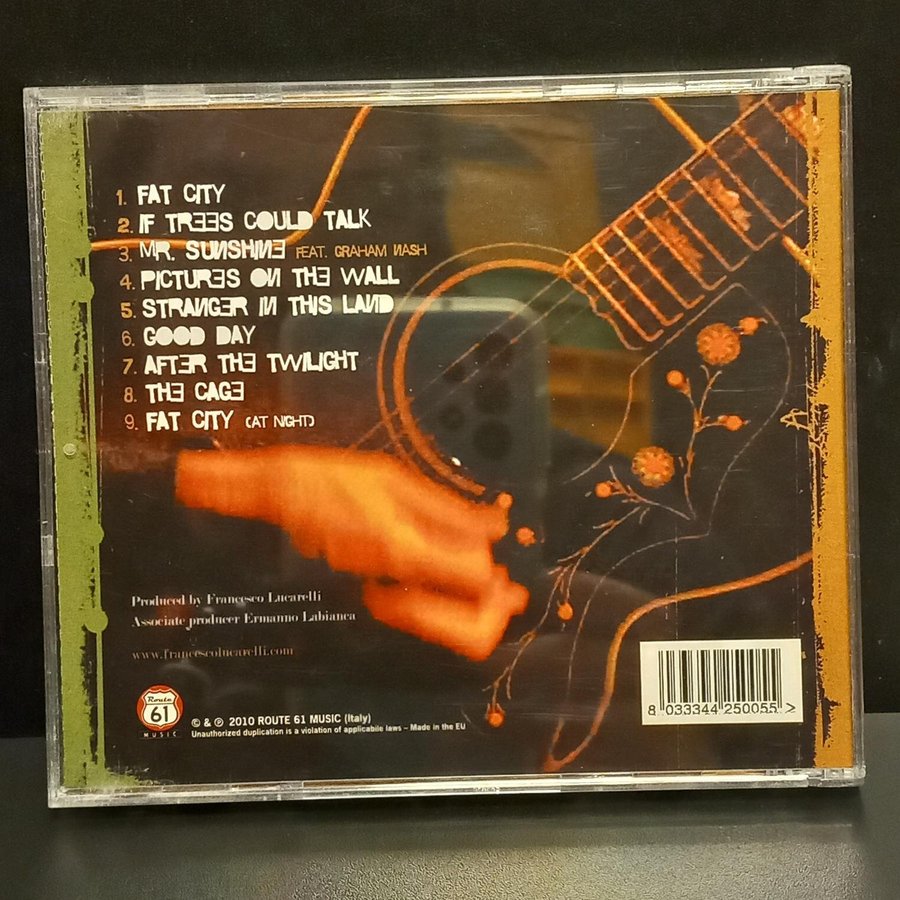 1. FAT CITY
2. IF TREES COULD TALK
3. MR. SUNSHINE FEAT. GRAHAM NASH
4. PICTURES ON THE WALL
5. STRANGER IN THIS LAND
6. GOOD DAY
7. AFTER THE TWILIGHT
8. THE CAGE
9. FAT CITY (AT NIGHT)
Produced by Francesco Lucarelli
Associate producer Ermanno Labianca
www.francescolucarelli.com
Route
61
MUSIC
© & ℗ 2010 ROUTE 61 MUSIC (Italy)
Unauthorized duplication is a violation of applicabile laws – Made in the EU
8 033344 250055 >